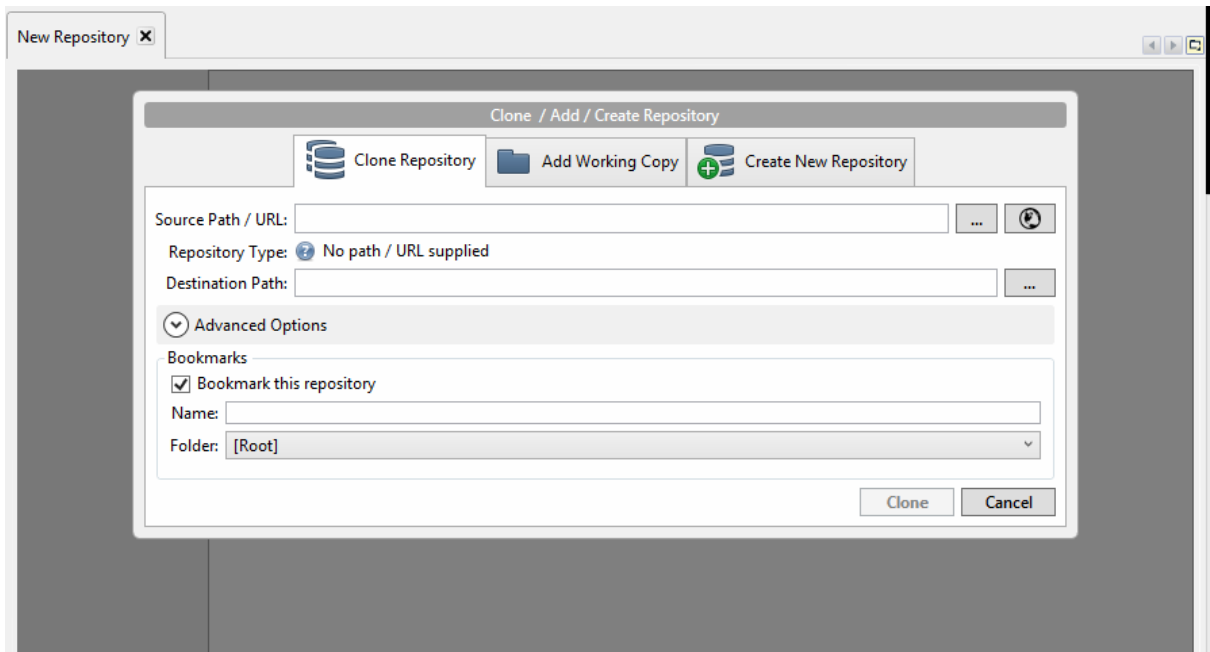 New Repository
Clone / Add / Create Repository
Clone Repository
Add Working Copy
Create New Repository
Source Path / URL:
...
Repository Type:
No path / URL supplied
Destination Path:
...
Advanced Options
Bookmarks
Bookmark this repository
Name:
Folder:
[Root]
Clone
Cancel